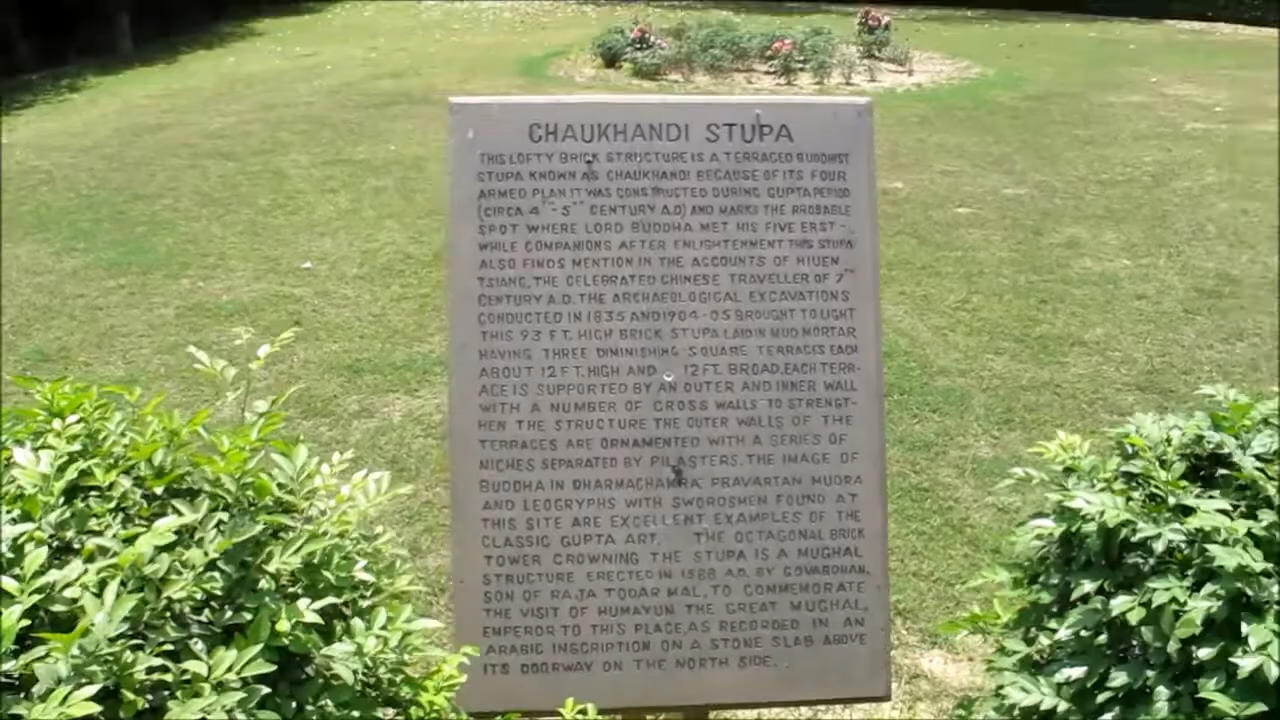 CHAUKHANDI STUPA
THIS LOFTY BRICK STRUCTURE IS A TERRACED BUDDHIST
STUPA KNOWN AS CHAUKHANDI BECAUSE OF ITS FOUR
ARMED PLAN IT WAS CONSTRUCTED DURING GUPTA PERIOD
(CIRCA 4TH-5TH CENTURY A.D) AND MARKS THE PROBABLE
SPOT WHERE LORD BUDDHA MET HIS FIVE ERST-
WHILE COMPANIONS AFTER ENLIGHTENMENT THIS STUPA
ALSO FINDS MENTION IN THE ACCOUNTS OF HIUEN
TSIANG, THE CELEBRATED CHINESE TRAVELLER OF 7TH
CENTURY A.D. THE ARCHAEOLOGICAL EXCAVATIONS
CONDUCTED IN 1835 AND 1904-05 BROUGHT TO LIGHT
THIS 93 FT. HIGH BRICK STUPA LAID IN MUD MORTAR
HAVING THREE DIMINISHING SQUARE TERRACES EACH
ABOUT 12 FT. HIGH AND 12 FT. BROAD. EACH TERR-
ACE IS SUPPORTED BY AN OUTER AND INNER WALL
WITH A NUMBER OF CROSS WALLS TO STRENGT-
HEN THE STRUCTURE THE OUTER WALLS OF THE
TERRACES ARE ORNAMENTED WITH A SERIES OF
NICHES SEPARATED BY PILASTERS. THE IMAGE OF
BUDDHA IN DHARMACHAKRA PRAVARTAN MUDRA
AND LEOGRYPHS WITH SWORDSMEN FOUND AT
THIS SITE ARE EXCELLENT EXAMPLES OF THE
CLASSIC GUPTA ART. THE OCTAGONAL BRICK
TOWER CROWNING THE STUPA IS A MUGHAL
STRUCTURE ERECTED IN 1588 A.D. BY GOVARDHAN,
SON OF RAJA TODAR MAL, TO COMMEMORATE
THE VISIT OF HUMAYUN THE GREAT MUGHAL,
EMPEROR TO THIS PLACE, AS RECORDED IN AN
ARABIC INSCRIPTION ON A STONE SLAB ABOVE
ITS DOORWAY ON THE NORTH SIDE.